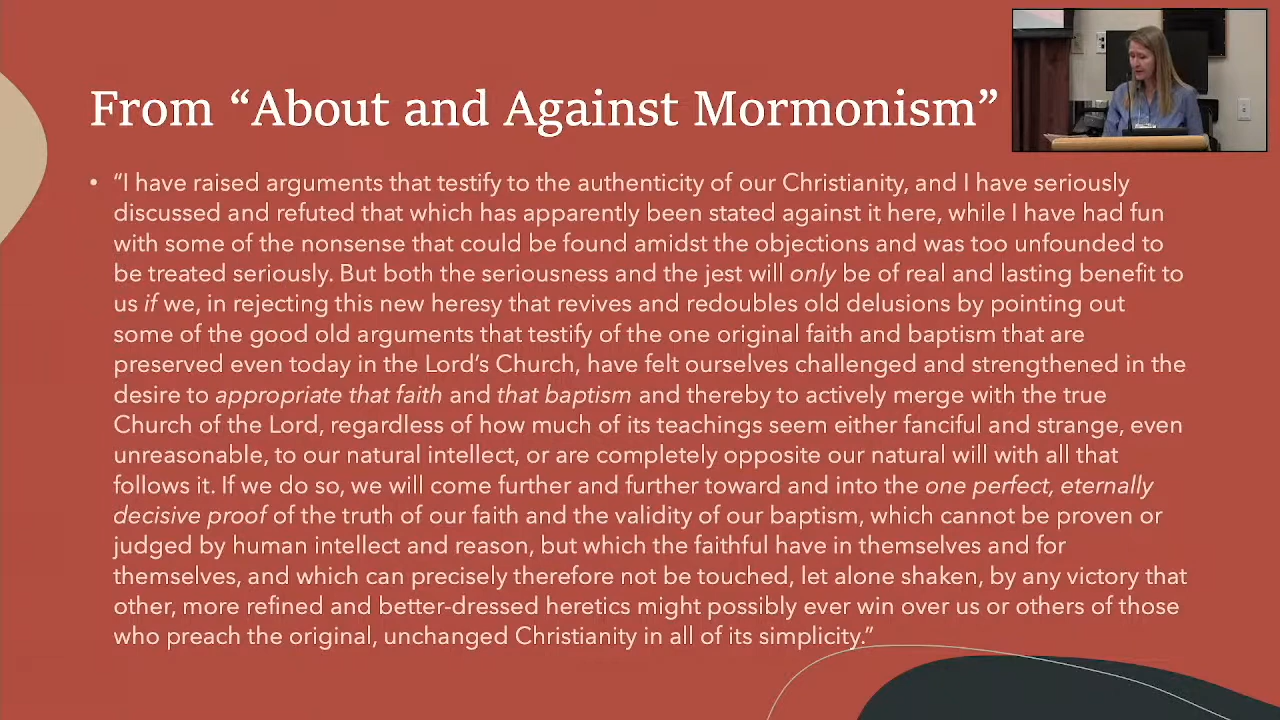 From “About and Against Mormonism”
• “I have raised arguments that testify to the authenticity of our Christianity, and I have seriously
discussed and refuted that which has apparently been stated against it here, while I have had fun
with some of the nonsense that could be found amidst the objections and was too unfounded to
be treated seriously. But both the seriousness and the jest will only be of real and lasting benefit to
us if we, in rejecting this new heresy that revives and redoubles old delusions by pointing out
some of the good old arguments that testify of the one original faith and baptism that are
preserved even today in the Lord’s Church, have felt ourselves challenged and strengthened in the
desire to appropriate that faith and that baptism and thereby to actively merge with the true
Church of the Lord, regardless of how much of its teachings seem either fanciful and strange, even
unreasonable, to our natural intellect, or are completely opposite our natural will with all that
follows it. If we do so, we will come further and further toward and into the one perfect, eternally
decisive proof of the truth of our faith and the validity of our baptism, which cannot be proven or
judged by human intellect and reason, but which the faithful have in themselves and for
themselves, and which can precisely therefore not be touched, let alone shaken, by any victory that
other, more refined and better-dressed heretics might possibly ever win over us or others of those
who preach the original, unchanged Christianity in all of its simplicity.”